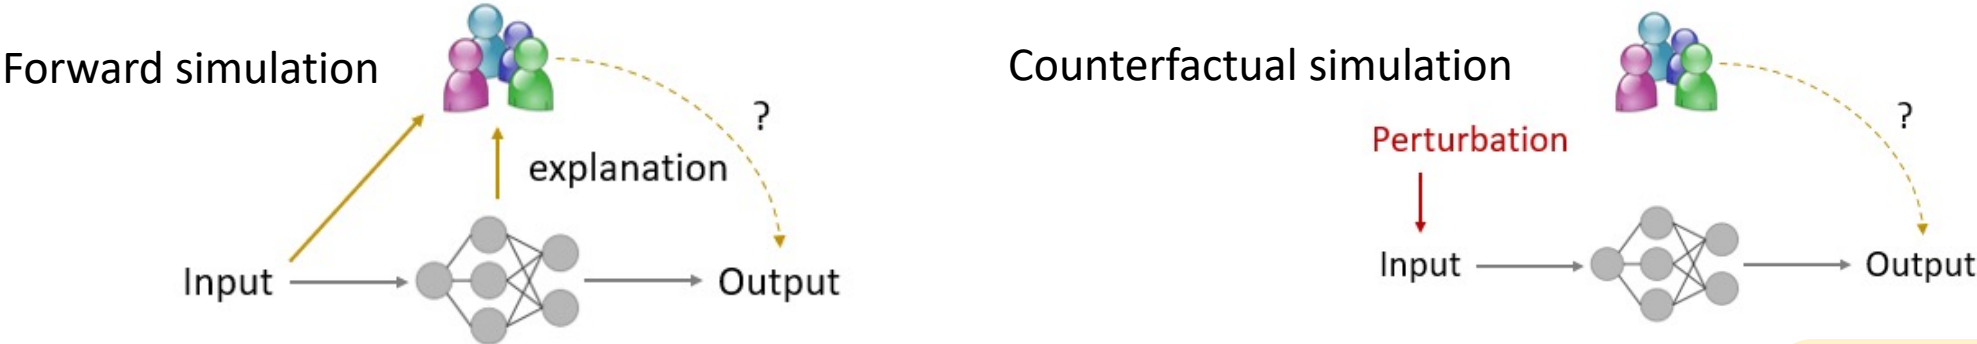 Forward simulation
?
explanation
Input
Output
Counterfactual simulation
?
Perturbation
Input
Output